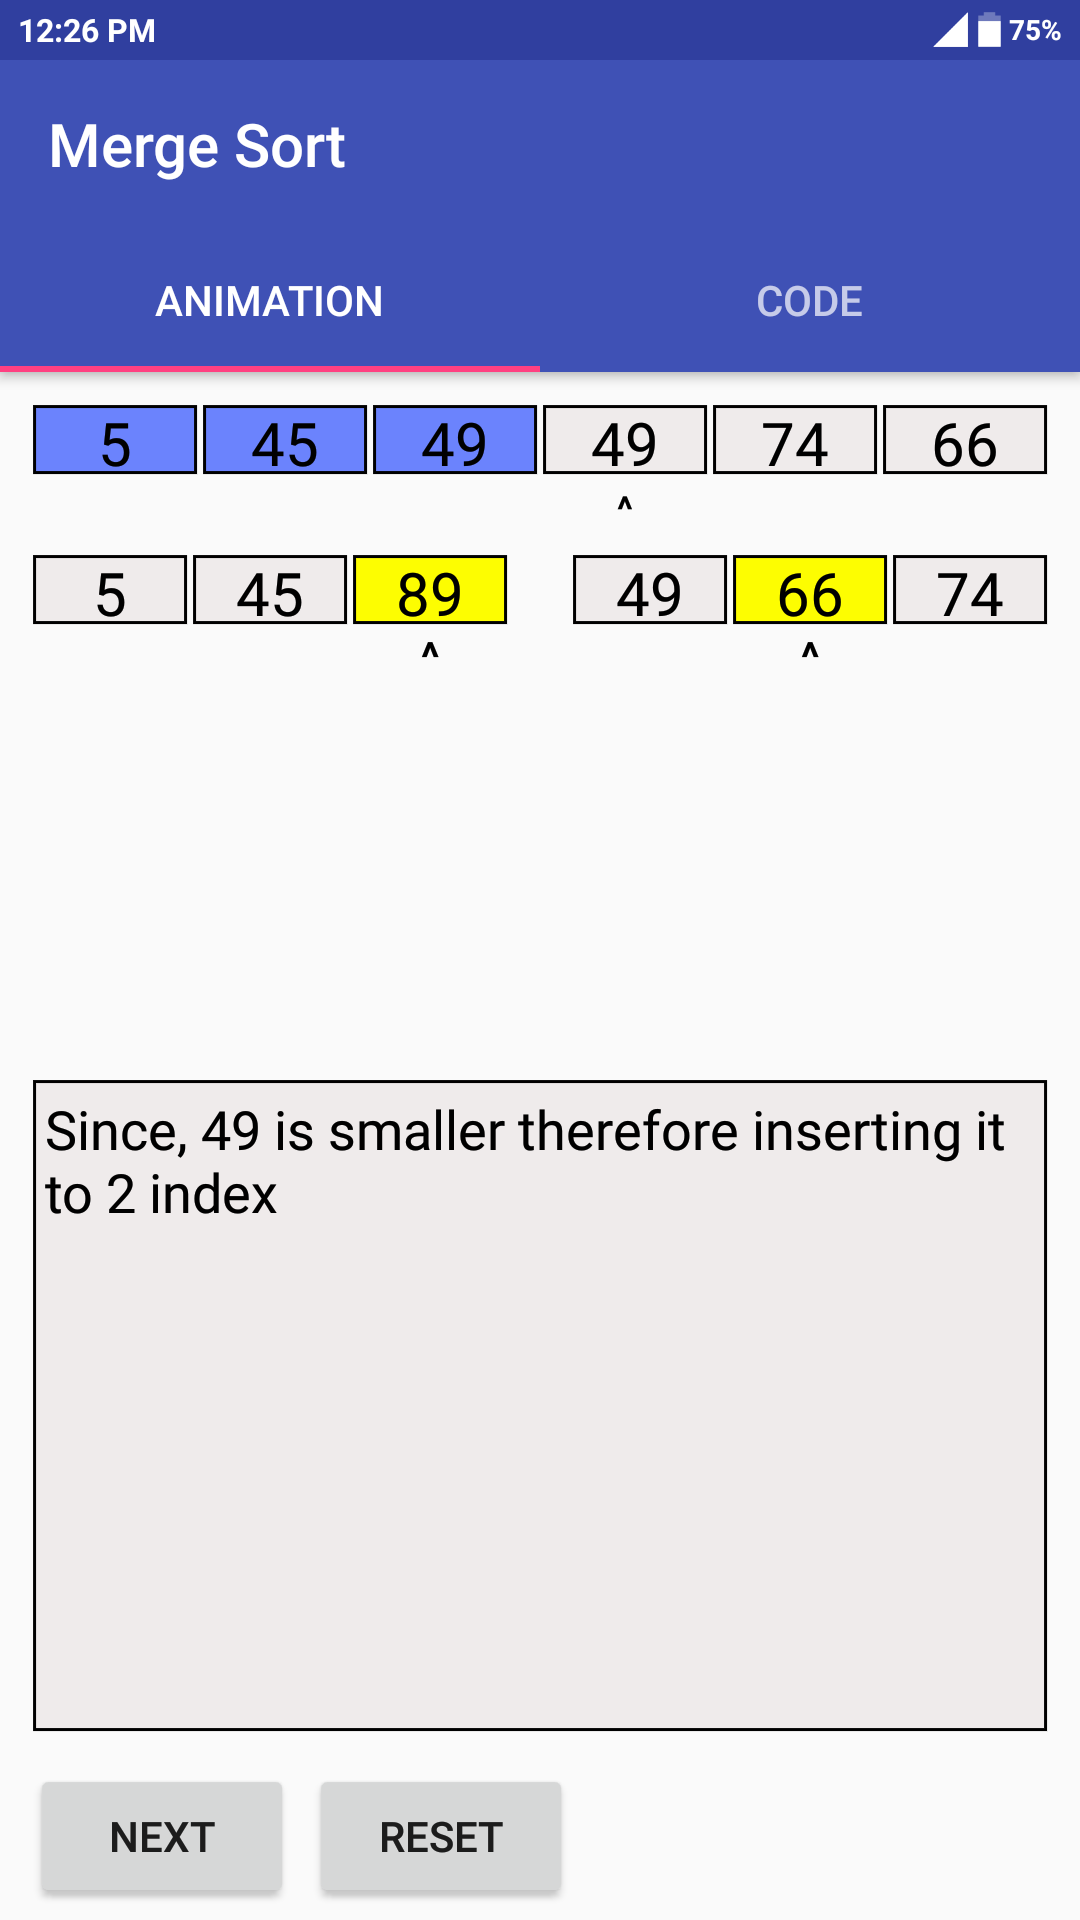 12:26 PM 75%
Merge Sort
ANIMATION CODE
5 45 49 49 74 66
^
5 45 89 49 66 74
^ ^
Since, 49 is smaller therefore inserting it
to 2 index
NEXT RESET